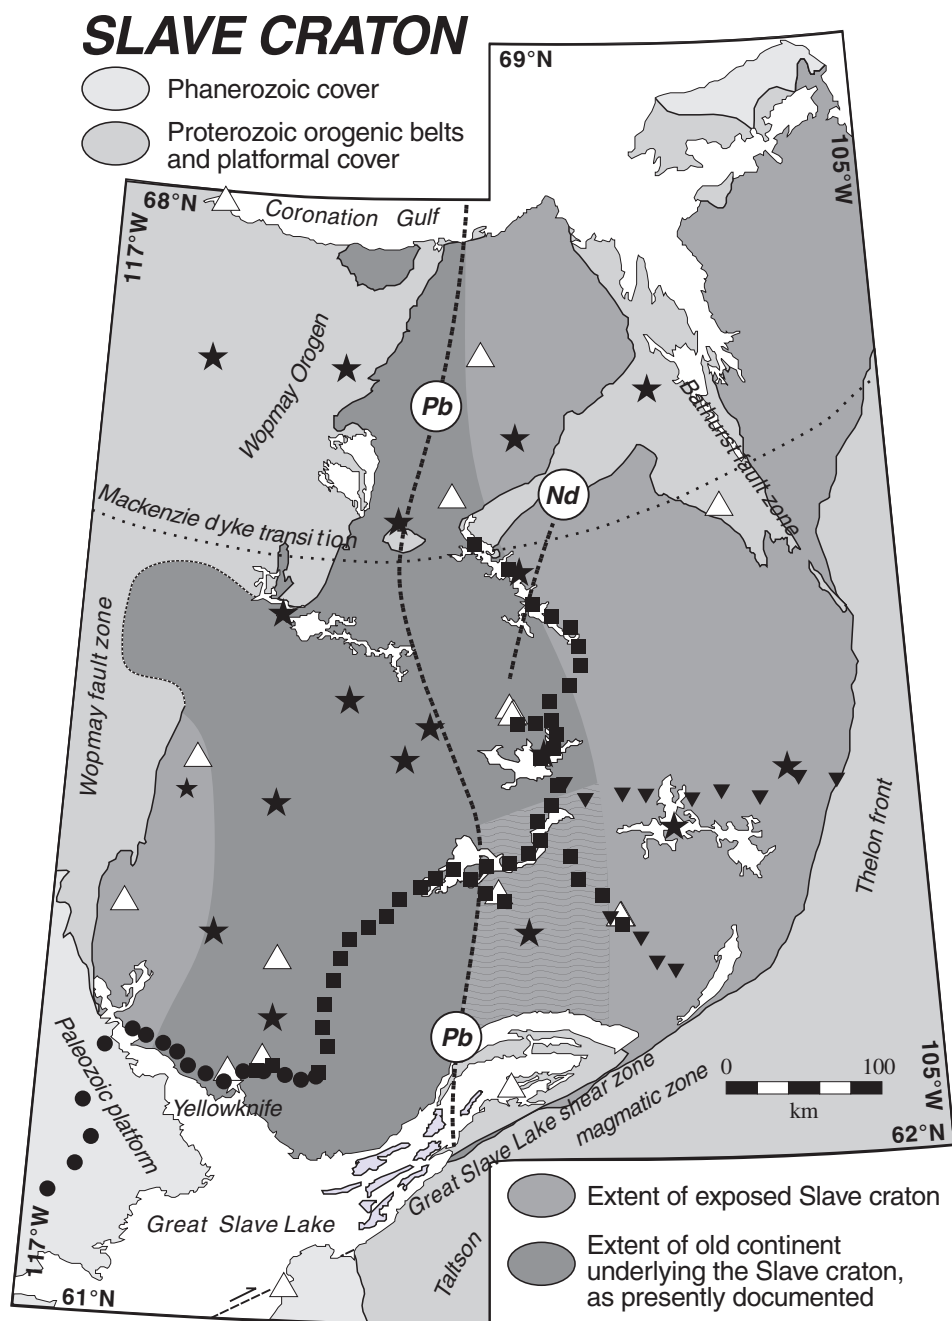 SLAVE CRATON
Phanerozoic cover
Proterozoic orogenic belts
and platformal cover
69°N
105°W
68°N
117°W
Coronation Gulf
Wopmay Orogen
Pb
Bathurst fault zone
Nd
Mackenzie dyke transition
Wopmay fault zone
Thelon front
Paleozoic platform
Pb
Yellowknife
Great Slave Lake shear zone
magmatic zone
0 100
km
105°W
62°N
Great Slave Lake
Taltson
117°W
61°N
Extent of exposed Slave craton
Extent of old continent
underlying the Slave craton,
as presently documented